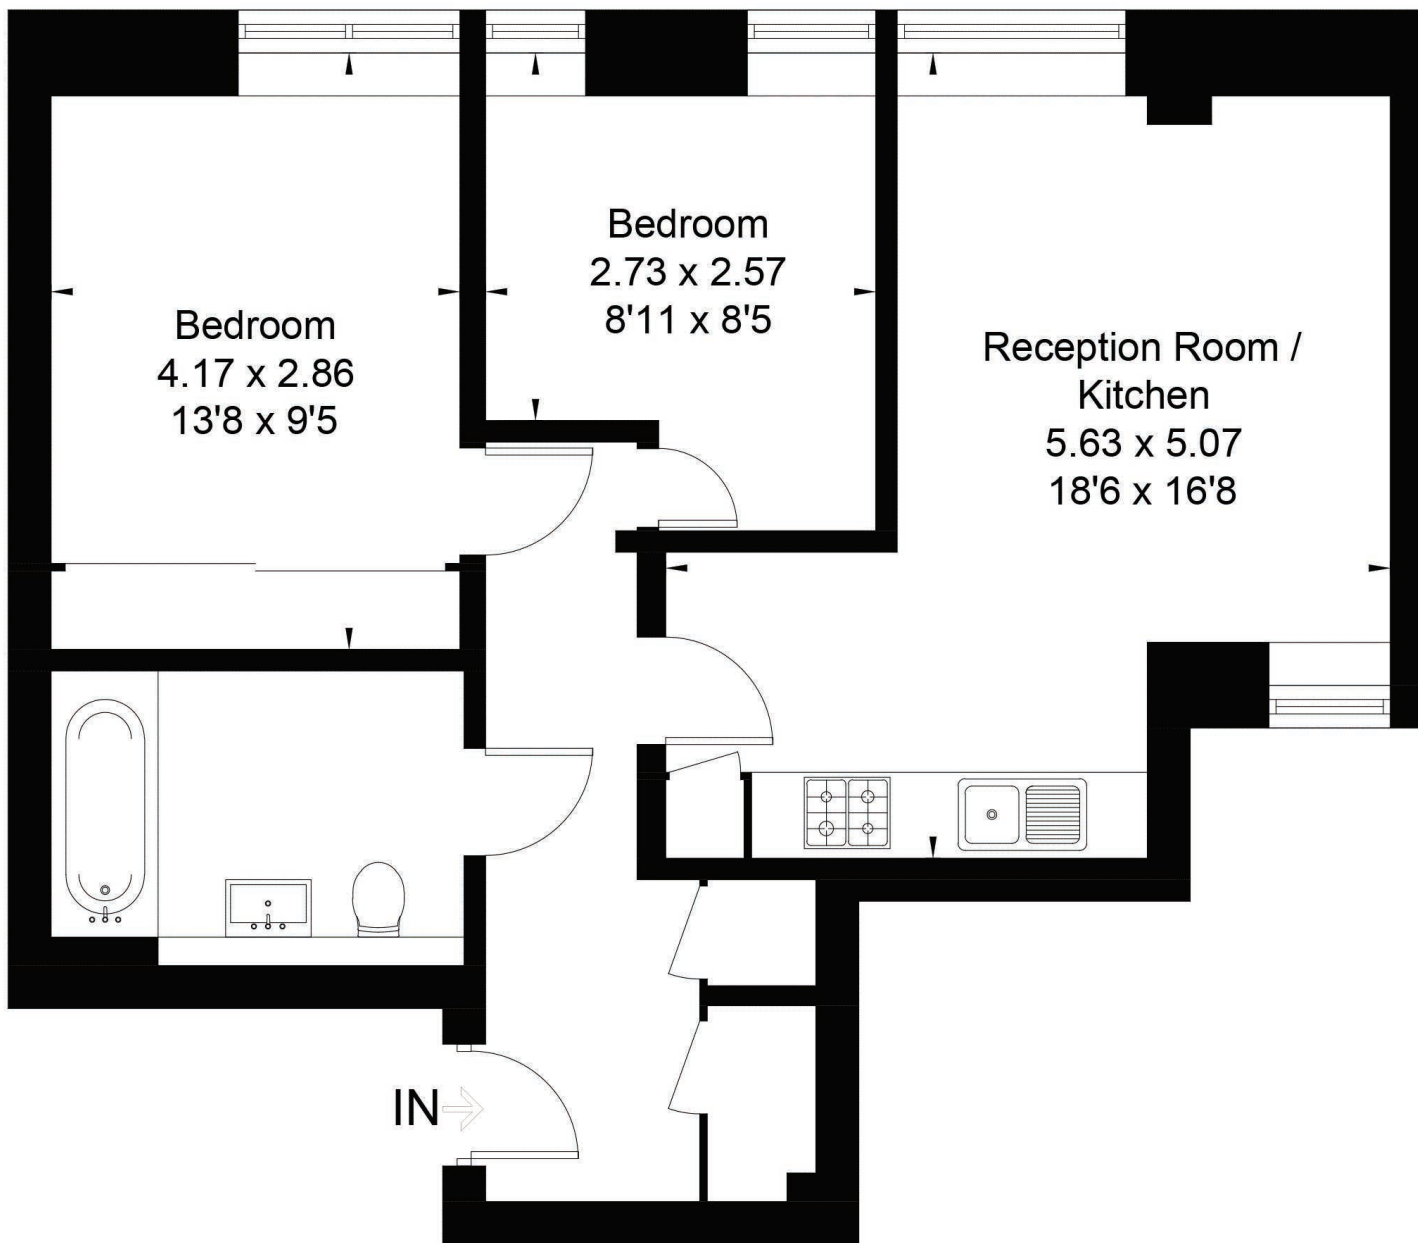 Bedroom
4.17 x 2.86
13'8 x 9'5
Bedroom
2.73 x 2.57
8'11 x 8'5
Reception Room /
Kitchen
5.63 x 5.07
18'6 x 16'8
IN